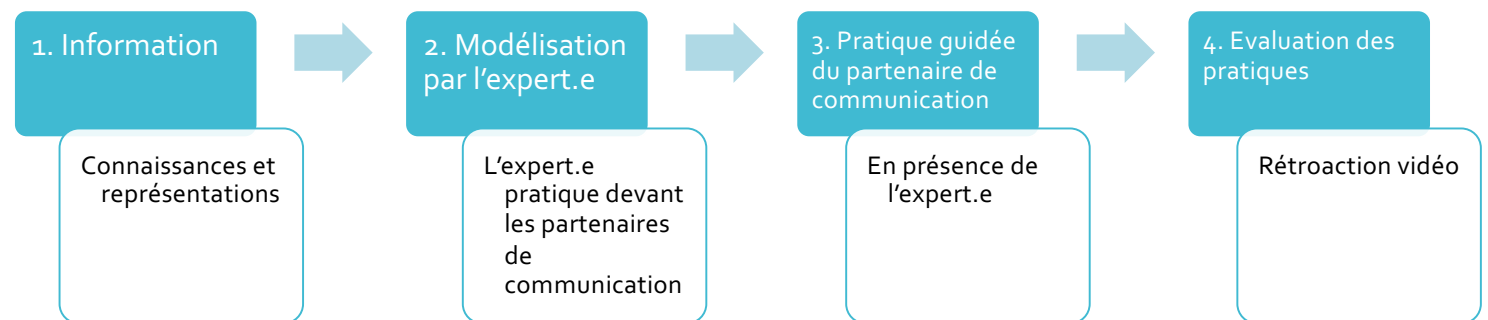 1. Information
Connaissances et
représentations
2. Modélisation
par l'expert.e
L'expert.e
pratique devant
les partenaires
de
communication
3. Pratique guidée
du partenaire de
communication
En présence de
l'expert.e
4. Evaluation des
pratiques
Rétroaction vidéo